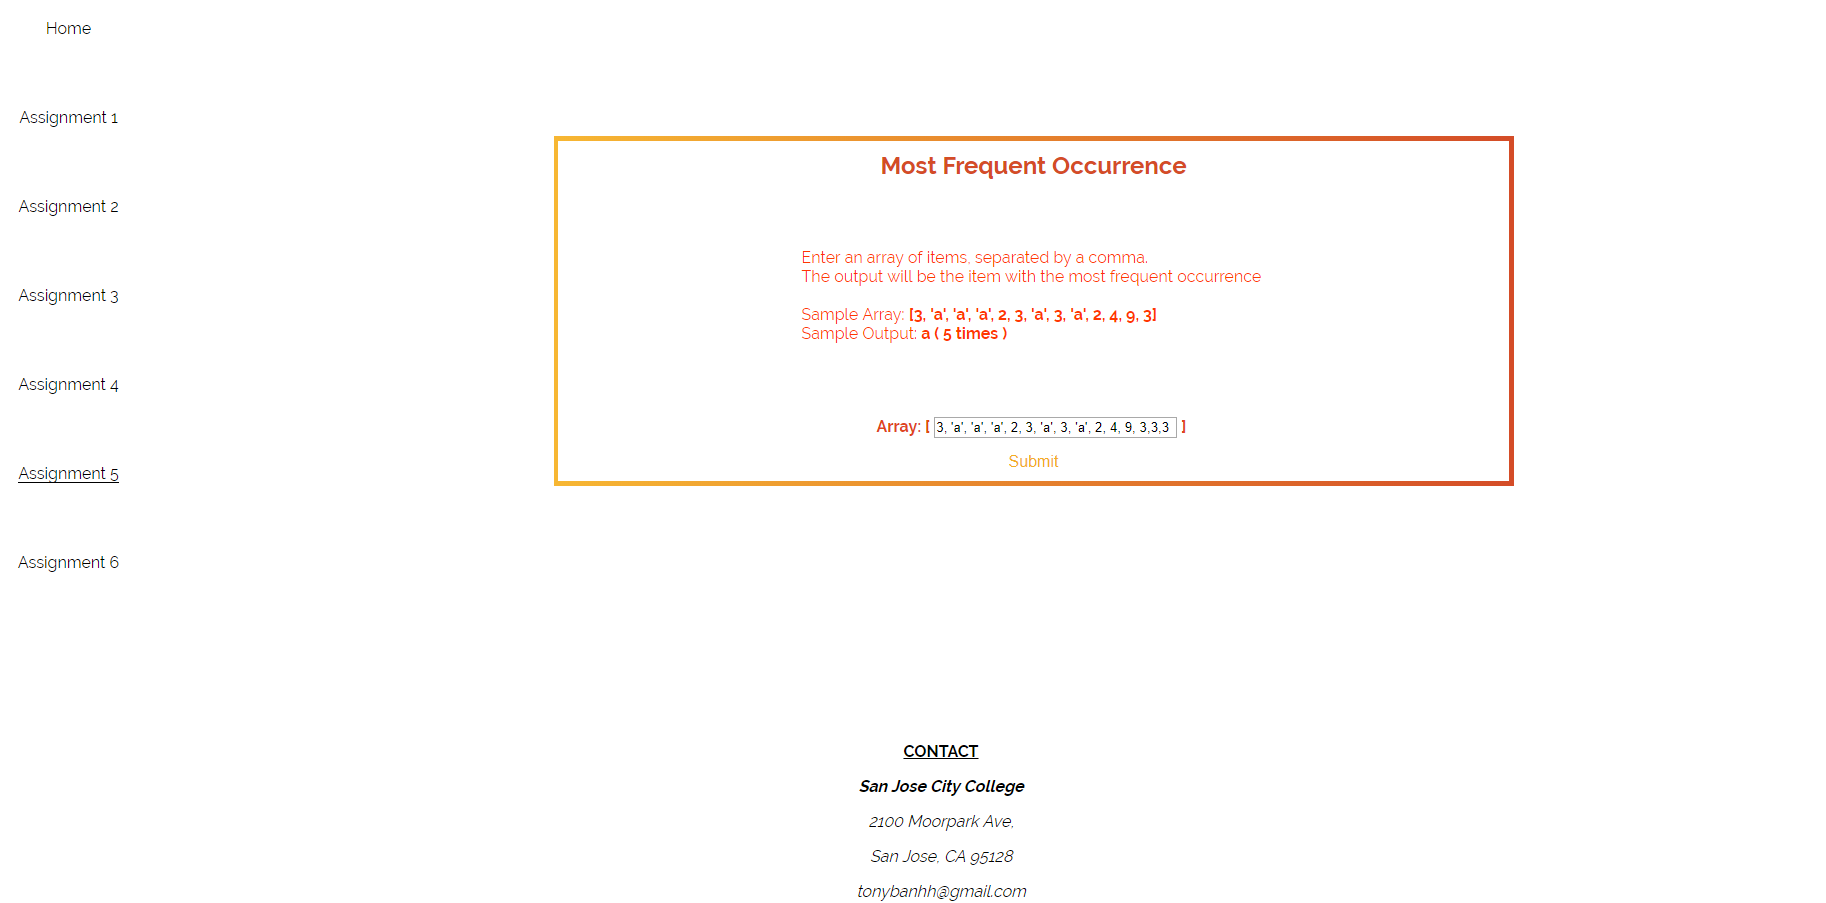 Home
Assignment 1
Assignment 2
Assignment 3
Assignment 4
Assignment 5
Assignment 6
Most Frequent Occurrence
Enter an array of items, separated by a comma.
The output will be the item with the most frequent occurrence
Sample Array: [3, 'a', 'a', 'a', 2, 3, 'a', 3, 'a', 2, 4, 9, 3]
Sample Output: a ( 5 times )
Array: [ 3, 'a', 'a', 'a', 2, 3, 'a', 3, 'a', 2, 4, 9, 3,3,3 ]
Submit
CONTACT
San Jose City College
2100 Moorpark Ave,
San Jose, CA 95128
tonybanhh@gmail.com